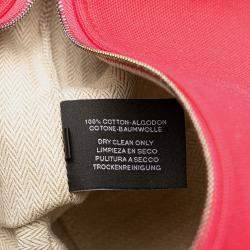 100% COTTON-ALGODON
COTONE-BAUMWOLLE
DRY CLEAN ONLY
LIMPIEZA EN SECO
PULITURA A SECCO
TROCKENREINIGUNG